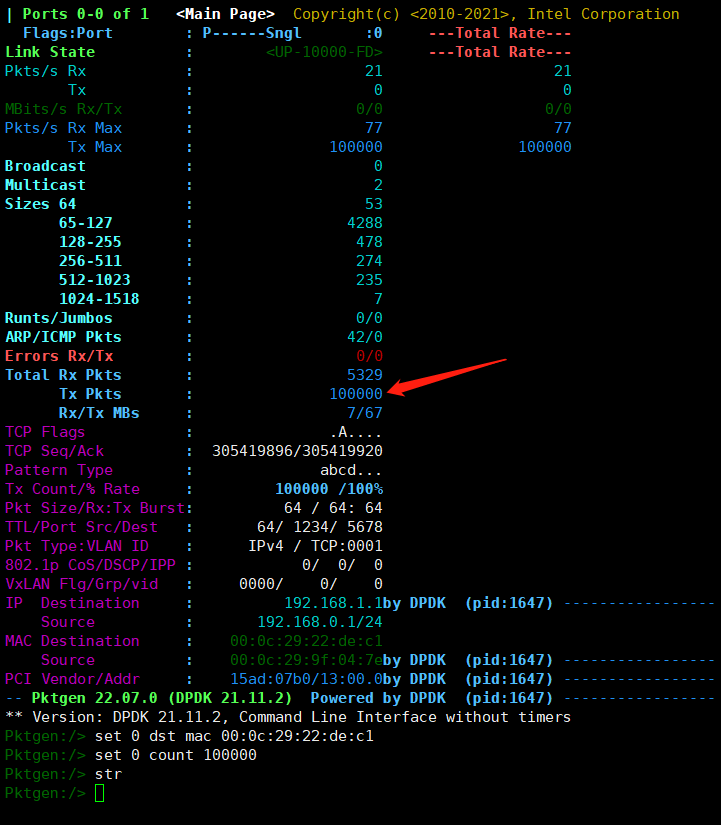 | Ports 0-0 of 1   <Main Page>  Copyright(c) <2010-2021>, Intel Corporation
  Flags:Port        : P------Sngl       :0     ---Total Rate---
Link State          :         <UP-10000-FD>     ---Total Rate---
Pkts/s Rx           :                    21                   21
       Tx           :                     0                    0
MBits/s Rx/Tx       :                   0/0                  0/0
Pkts/s Rx Max       :                    77                   77
       Tx Max       :                100000               100000
Broadcast           :                     0
Multicast           :                     2
Sizes 64            :                    53
      65-127        :                  4288
      128-255       :                   478
      256-511       :                   274
      512-1023      :                   235
      1024-1518     :                     7
Runts/Jumbos        :                   0/0
ARP/ICMP Pkts       :                  42/0
Errors Rx/Tx        :                   0/0
Total Rx Pkts       :                  5329
      Tx Pkts       :                100000
      Rx/Tx MBs     :                  7/67
TCP Flags           :                .A....
TCP Seq/Ack         :   305419896/305419920
Pattern Type        :               abcd...
Tx Count/% Rate     :          100000 /100%
Pkt Size/Rx:Tx Burst:           64 / 64: 64
TTL/Port Src/Dest   :        64/ 1234/ 5678
Pkt Type:VLAN ID    :       IPv4 / TCP:0001
802.1p CoS/DSCP/IPP :             0/  0/  0
VxLAN Flg/Grp/vid   :      0000/    0/    0
IP  Destination     :           192.168.1.1by DPDK  (pid:1647) -----------------
    Source          :        192.168.0.1/24
MAC Destination     :     00:0c:29:22:de:c1by DPDK  (pid:1647) -----------------
    Source          :     00:0c:29:9f:04:7eby DPDK  (pid:1647) -----------------
PCI Vendor/Addr     :     15ad:07b0/13:00.0by DPDK  (pid:1647) -----------------
-- Pktgen 22.07.0 (DPDK 21.11.2)  Powered by DPDK  (pid:1647) -----------------
** Version: DPDK 21.11.2, Command Line Interface without timers
Pktgen:/> set 0 dst mac 00:0c:29:22:de:c1
Pktgen:/> set 0 count 100000
Pktgen:/> str
Pktgen:/>